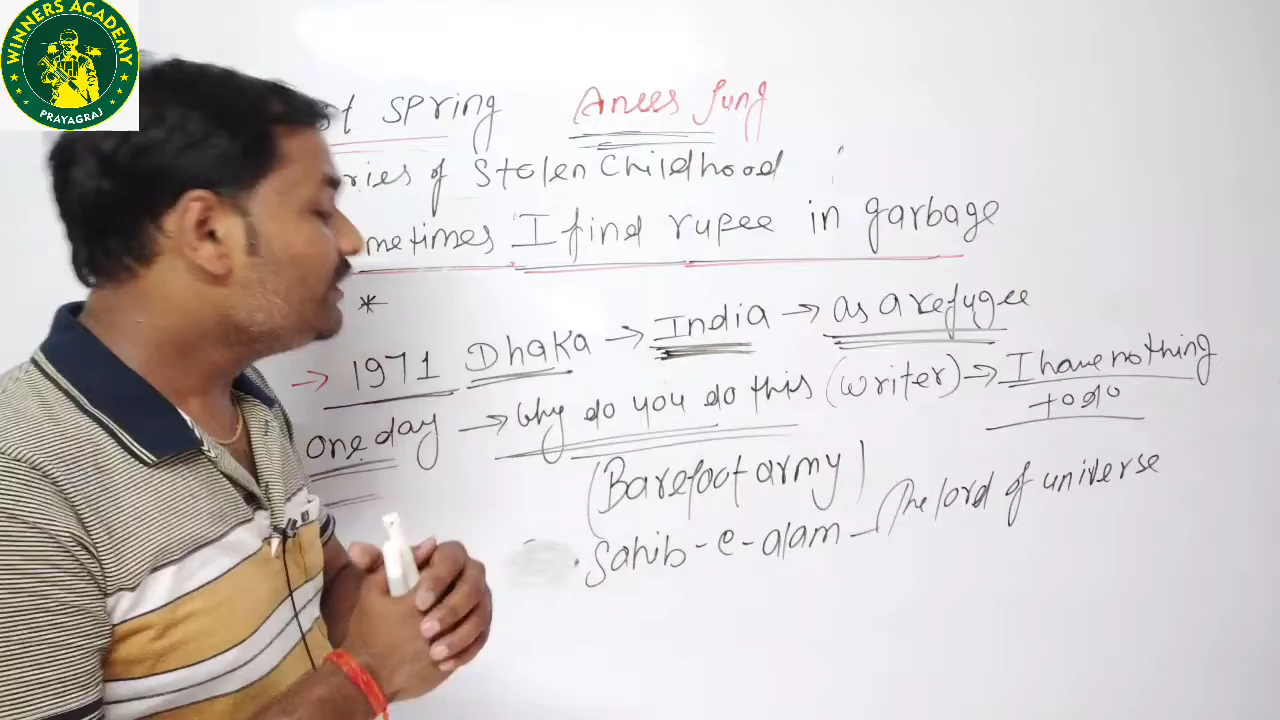 WINNERS ACADEMY
PRAYAGRAJ
st spring Anees Jung
ries of Stolen Childhood
metimes I find rupee in garbage
*
→ 1971 Dhaka → India → as a refugee
one day → Why do you do this (writer) → I have nothing
to do
(Barefoot army)
Sahib-e-alam - The lord of universe